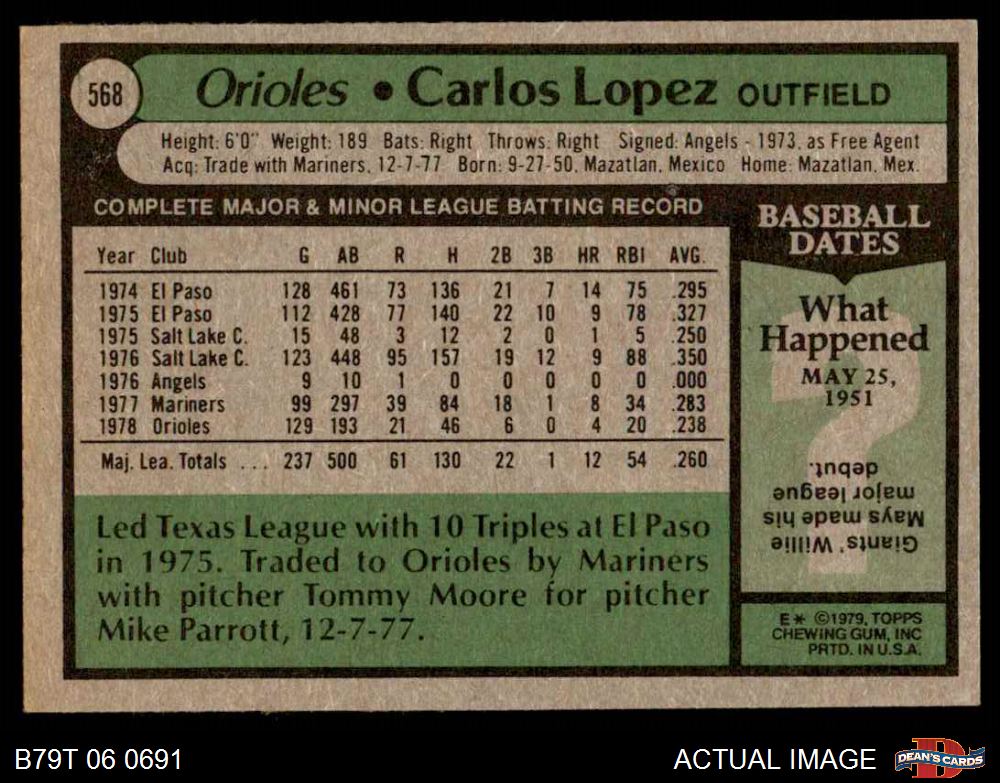 568 Orioles • Carlos Lopez OUTFIELD
Height: 6'0" Weight: 189 Bats: Right Throws: Right Signed: Angels - 1973, as Free Agent
Acq: Trade with Mariners, 12-7-77 Born: 9-27-50, Mazatlan, Mexico Home: Mazatlan, Mex.
COMPLETE MAJOR & MINOR LEAGUE BATTING RECORD
Year Club G AB R H 2B 3B HR RBI AVG.
1974 El Paso 128 461 73 136 21 7 14 75 .295
1975 El Paso 112 428 77 140 22 10 9 78 .327
1975 Salt Lake C. 15 48 3 12 2 0 1 5 .250
1976 Salt Lake C. 123 448 95 157 19 12 9 88 .350
1976 Angels 9 10 1 0 0 0 0 0 .000
1977 Mariners 99 297 39 84 18 1 8 34 .283
1978 Orioles 129 193 21 46 6 0 4 20 .238
Maj. Lea. Totals ... 237 500 61 130 22 1 12 54 .260
Led Texas League with 10 Triples at El Paso
in 1975. Traded to Orioles by Mariners
with pitcher Tommy Moore for pitcher
Mike Parrott, 12-7-77.
BASEBALL
DATES
What
Happened
MAY 25,
1951
Giants' Willie
Mays made his
major league
debut.
E* ©1979, TOPPS
CHEWING GUM, INC
PRTD. IN U.S.A.
B79T 06 0691
ACTUAL IMAGE
D
DEAN'S CARDS